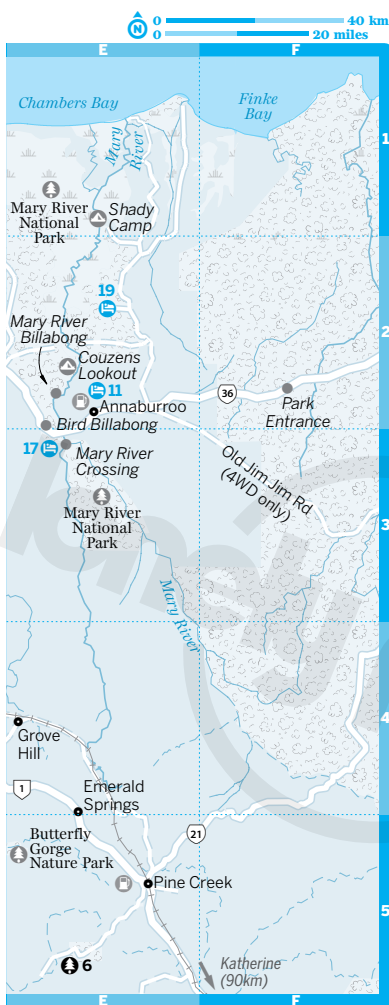 0 40 km
N
0 20 miles
E F
Chambers Bay
Finke
Bay
Mary
River
1
Mary River
National
Park
Shady
Camp
19
2
Mary River
Billabong
Couzens
Lookout
11
36
Park
Entrance
Annaburroo
Bird Billabong
17
Mary River
Crossing
Old Jim Jim Rd
(4WD only)
3
Mary River
National
Park
lonely
Mary River
4
Grove
Hill
1
Emerald
Springs
21
Butterfly
Gorge
Nature Park
Pine Creek
5
6
Katherine
(90km)
E F